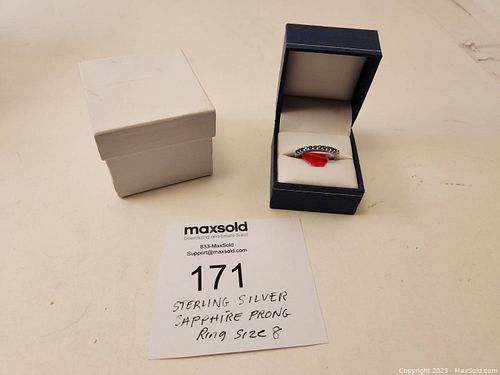 maxsold
Downsizing and Estate Sales
833-MaxSold
Support@maxsold.com
171
STERLING SILVER
SAPPHIRE PRONG
Ring Size 8
Copyright 2023 - MaxSold.com